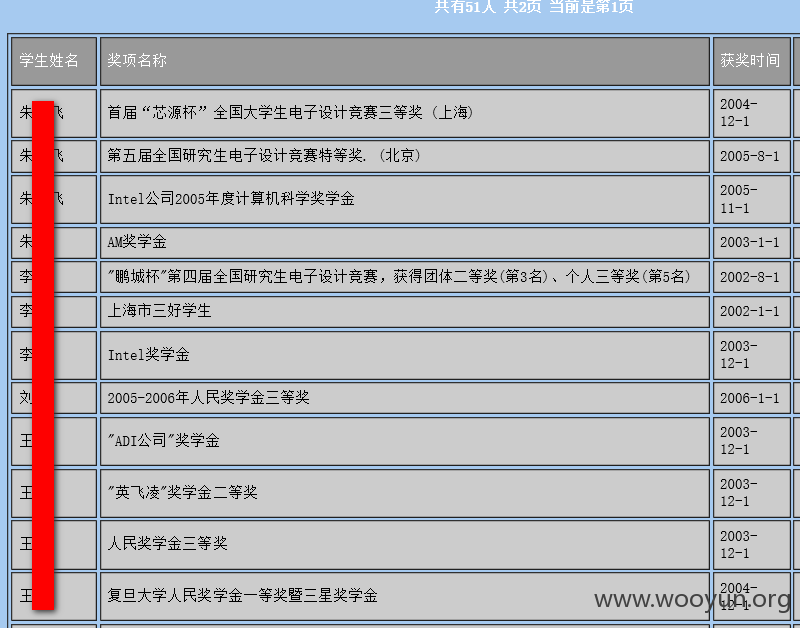 共有51人 共2页 当前是第1页
学生姓名 奖项名称 获奖时间
朱 飞 首届“芯源杯”全国大学生电子设计竞赛三等奖 (上海) 2004-
12-1
朱 飞 第五届全国研究生电子设计竞赛特等奖. (北京) 2005-8-1
朱 飞 Intel公司2005年度计算机科学奖学金 2005-
11-1
朱 AM奖学金 2003-1-1
李 "鹏城杯"第四届全国研究生电子设计竞赛，获得团体二等奖(第3名)、个人三等奖(第5名) 2002-8-1
李 上海市三好学生 2002-1-1
李 Intel奖学金 2003-
12-1
刘 2005-2006年人民奖学金三等奖 2006-1-1
王 "ADI公司"奖学金 2003-
12-1
王 "英飞凌"奖学金二等奖 2003-
12-1
王 人民奖学金三等奖 2003-
12-1
王 复旦大学人民奖学金一等奖暨三星奖学金 2004-
12-1
www.wooyun.org